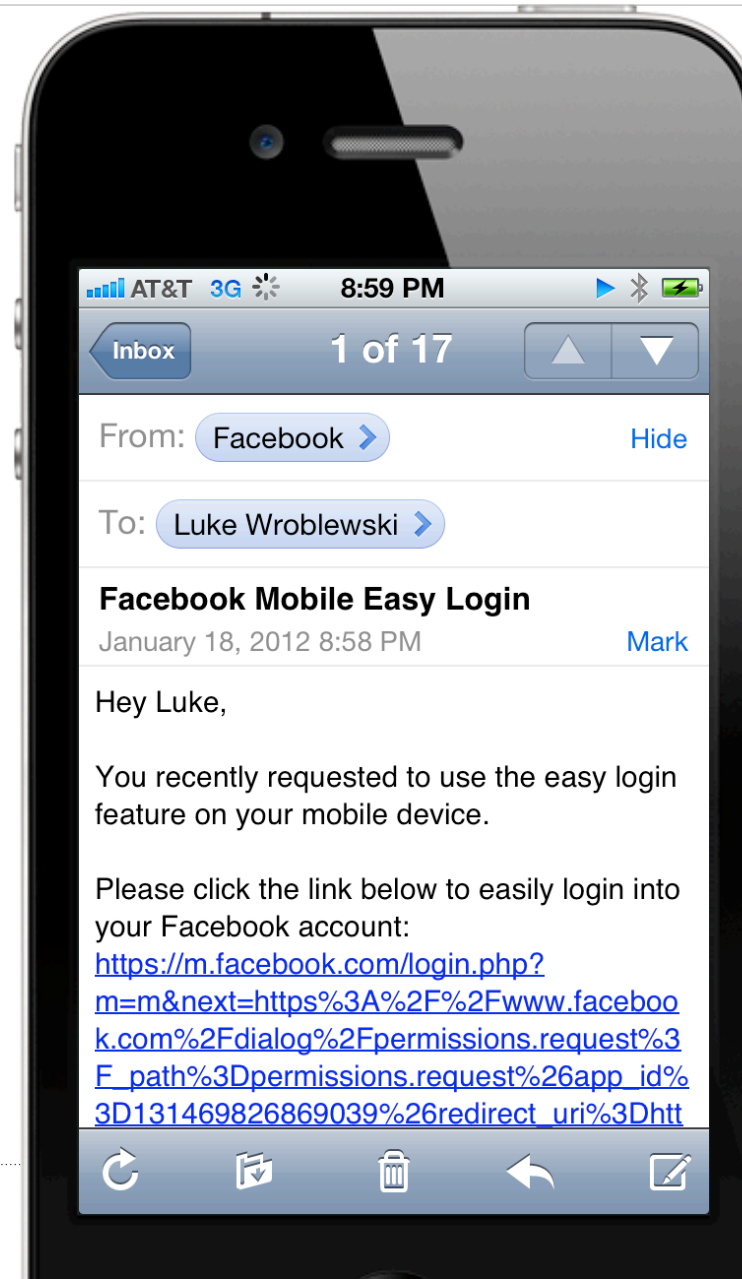 AT&T 3G 8:59 PM
Inbox 1 of 17
From: Facebook Hide
To: Luke Wroblewski
Facebook Mobile Easy Login
January 18, 2012 8:58 PM Mark
Hey Luke,
You recently requested to use the easy login
feature on your mobile device.
Please click the link below to easily login into
your Facebook account:
https://m.facebook.com/login.php?
m=m&next=https%3A%2F%2Fwww.faceboo
k.com%2Fdialog%2Fpermissions.request%3
F_path%3Dpermissions.request%26app_id%
3D131469826869039%26redirect_uri%3Dhtt